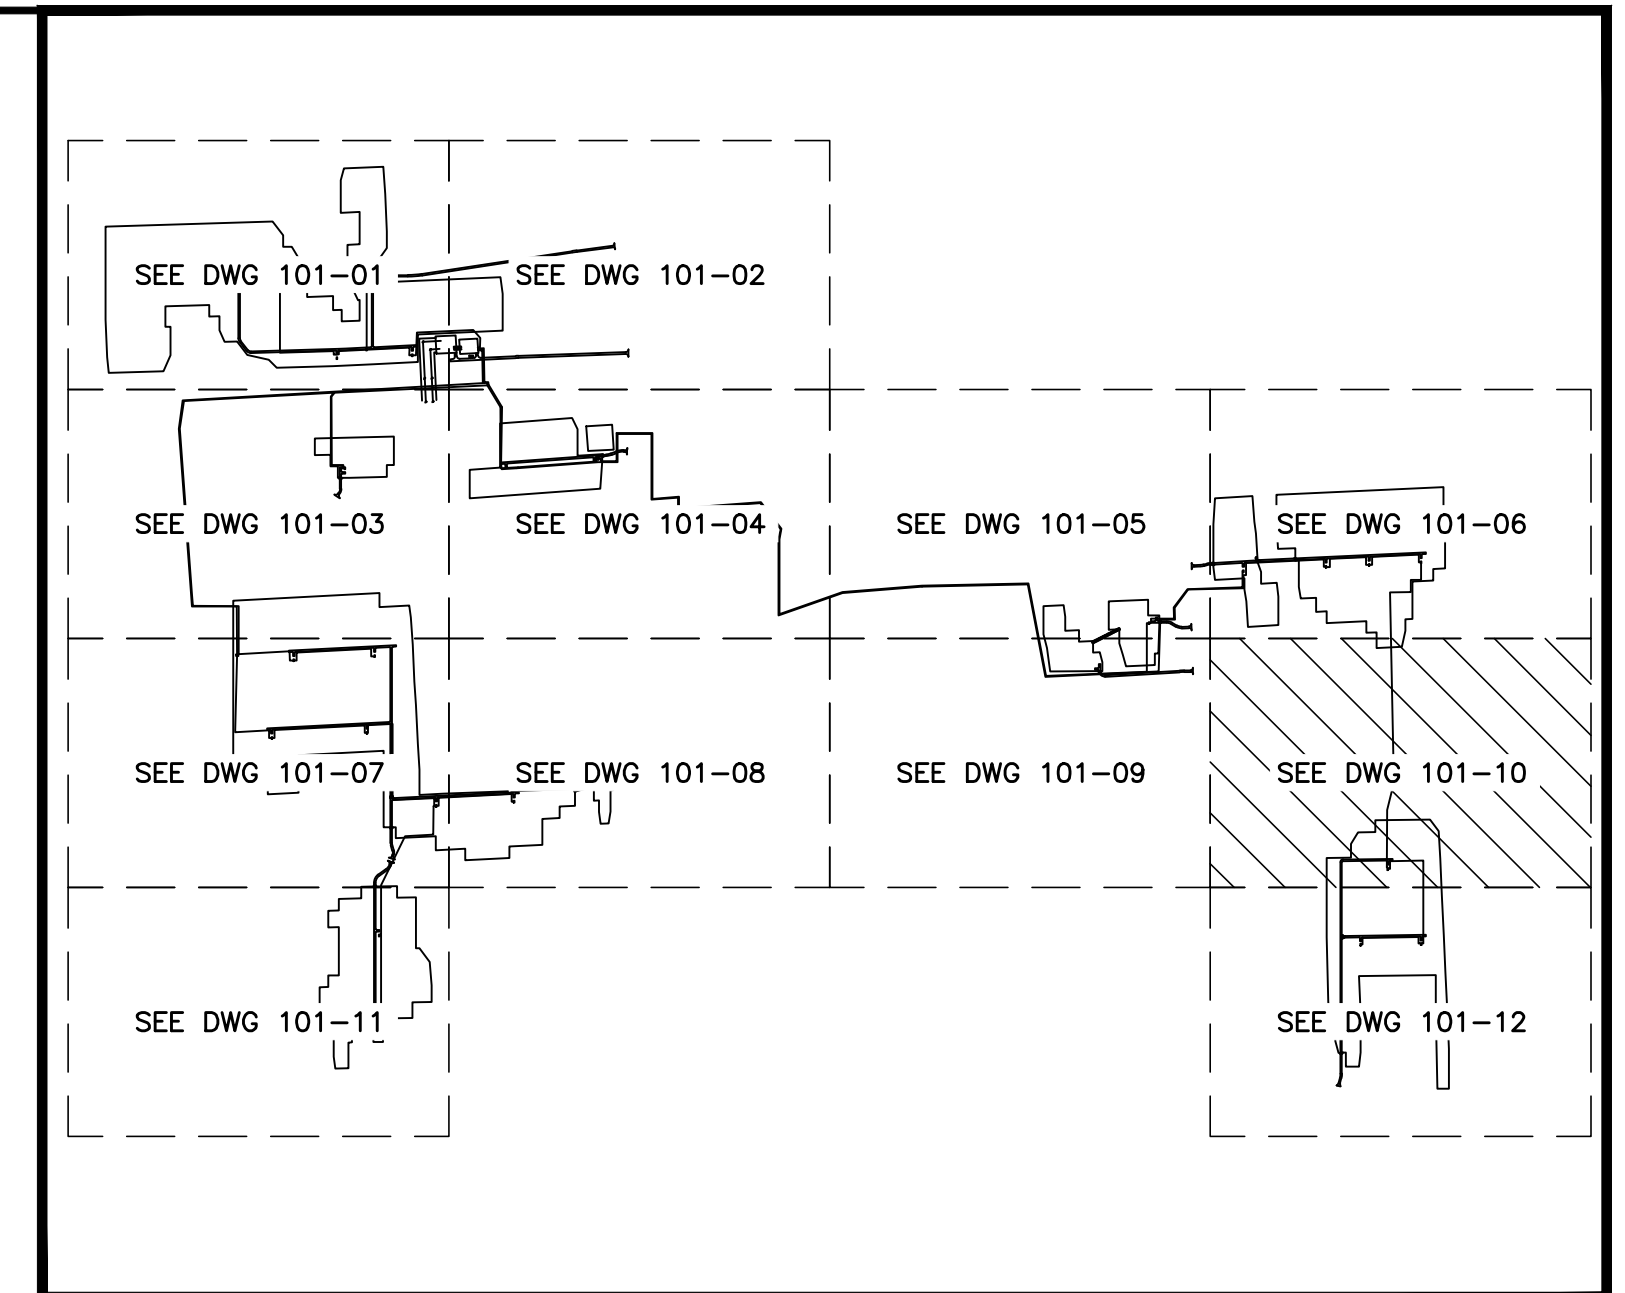 SEE DWG 101-01
SEE DWG 101-02
SEE DWG 101-03
SEE DWG 101-04
SEE DWG 101-05
SEE DWG 101-06
SEE DWG 101-07
SEE DWG 101-08
SEE DWG 101-09
SEE DWG 101-10
SEE DWG 101-11
SEE DWG 101-12